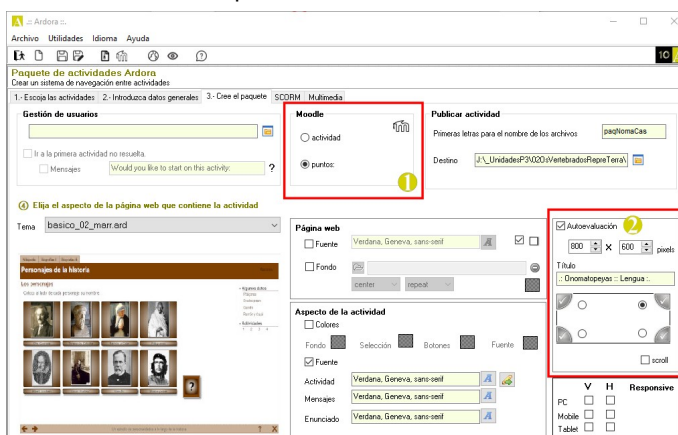 .:: Ardora ::.
Archivo Utilidades Idioma Ayuda
10
Paquete de actividades Ardora
Crear un sistema de navegación entre actividades
1.- Escoja las actividades 2.- Introduzca datos generales 3.- Cree el paquete SCORM Multimedia
Gestión de usuarios
Ir a la primera actividad no resuelta.
Mensajes Would you like to start on this activity: ?
Moodle
actividad
puntos:
1
Publicar actividad
Primeras letras para el nombre de los archivos paqNomaCas
Destino J:\_UnidadesP3\02OsVertebradosRepreTerra\
4 Elija el aspecto de la página web que contiene la actividad
Tema basico_02_marr.ard
Personajes de la historia
Los personajes
? X
Página web
Fuente Verdana, Geneva, sans-serif A
Fondo
center repeat
Aspecto de la actividad
Colores
Fondo Selección Botones Fuente
Fuente
Actividad Verdana, Geneva, sans-serif A
Mensajes Verdana, Geneva, sans-serif A
Enunciado Verdana, Geneva, sans-serif A
Autoevaluación 2
800 X 600 pixels
Título
.: Onomatopeyas :: Lengua :.
scroll
V H Responsive
PC
Mobile
Tablet